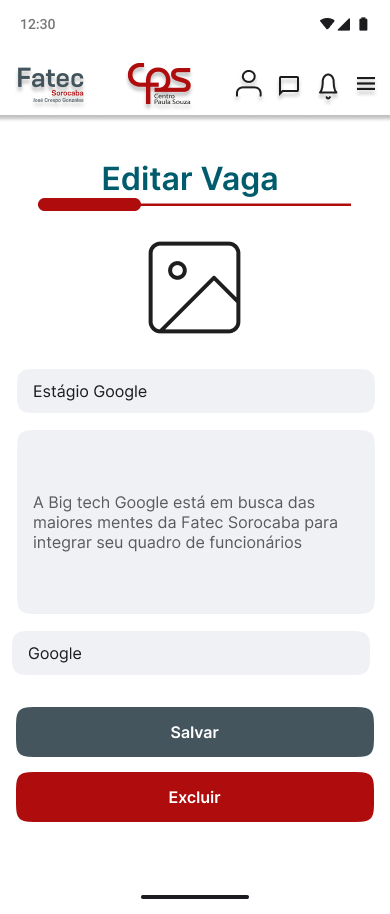 12:30
Fatec
Sorocaba
José Crespo Gonzales
CPS
Centro
Paula Souza
Editar Vaga
Estágio Google
A Big tech Google está em busca das
maiores mentes da Fatec Sorocaba para
integrar seu quadro de funcionários
Google
Salvar
Excluir